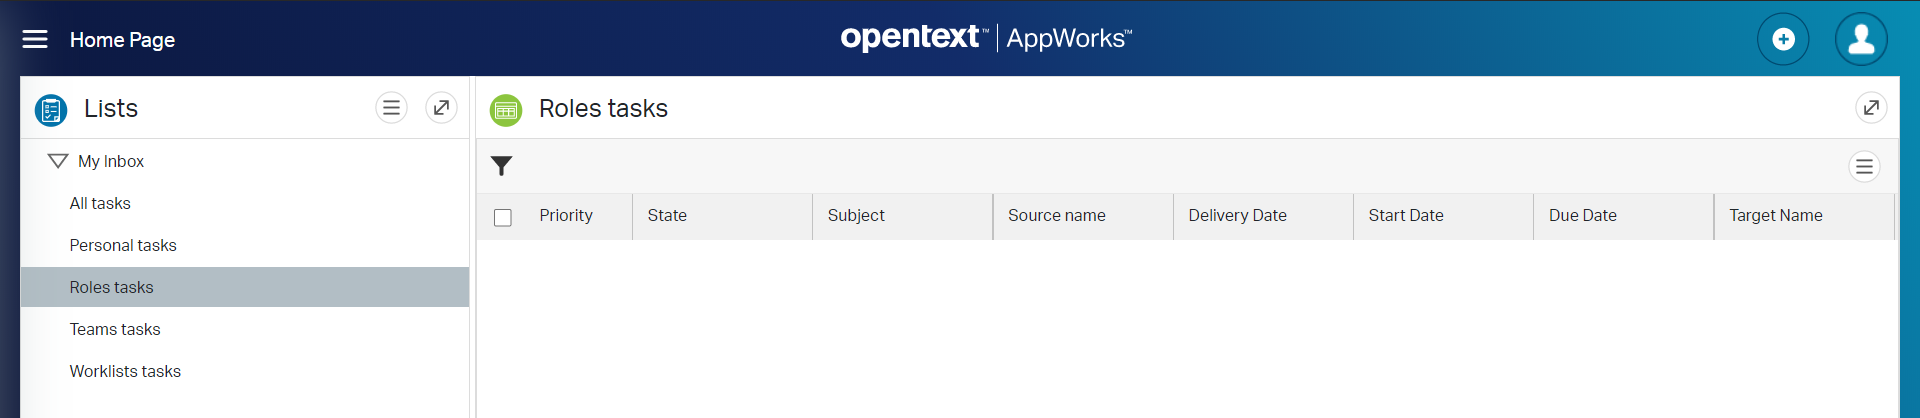 Home Page
opentext™ | AppWorks™
Lists
My Inbox
All tasks
Personal tasks
Roles tasks
Teams tasks
Worklists tasks
Roles tasks
Priority State Subject Source name Delivery Date Start Date Due Date Target Name